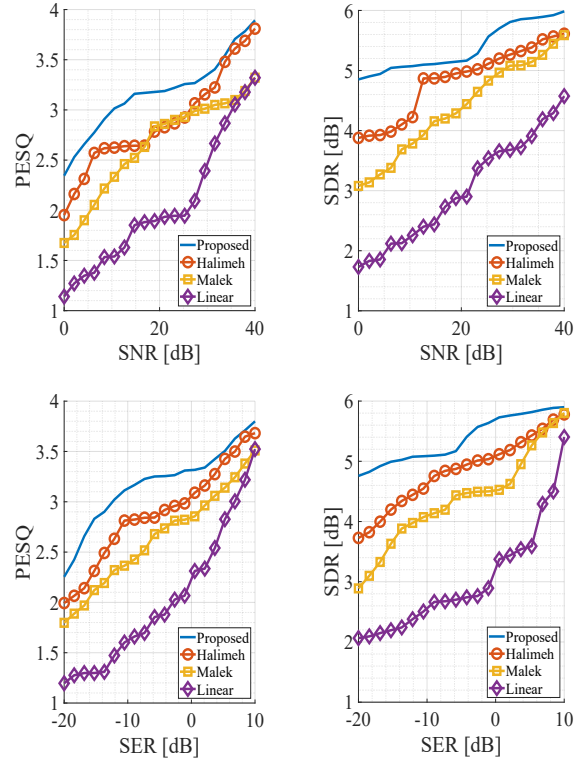 4
3.5
3
2.5
2
1.5
1
PESQ
0
20
40
SNR [dB]
Proposed
Halimeh
Malek
Linear
6
5
4
3
2
1
SDR [dB]
0
20
40
SNR [dB]
Proposed
Halimeh
Malek
Linear
4
3.5
3
2.5
2
1.5
1
PESQ
-20
-10
0
10
SER [dB]
Proposed
Halimeh
Malek
Linear
6
5
4
3
2
1
SDR [dB]
-20
-10
0
10
SER [dB]
Proposed
Halimeh
Malek
Linear